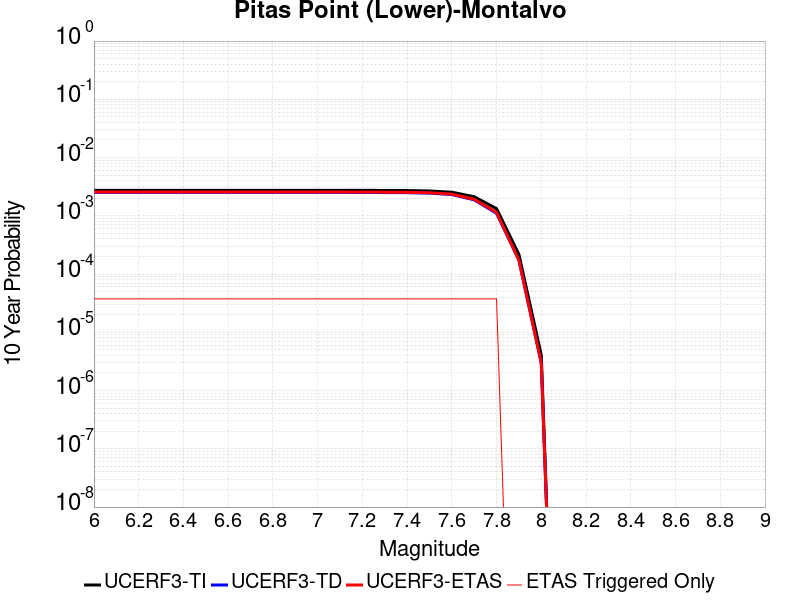 Pitas Point (Lower)-Montalvo
10 Year Probability
10^0
10^-1
10^-2
10^-3
10^-4
10^-5
10^-6
10^-7
10^-8
6 6.2 6.4 6.6 6.8 7 7.2 7.4 7.6 7.8 8 8.2 8.4 8.6 8.8 9
Magnitude
UCERF3-TI UCERF3-TD UCERF3-ETAS ETAS Triggered Only